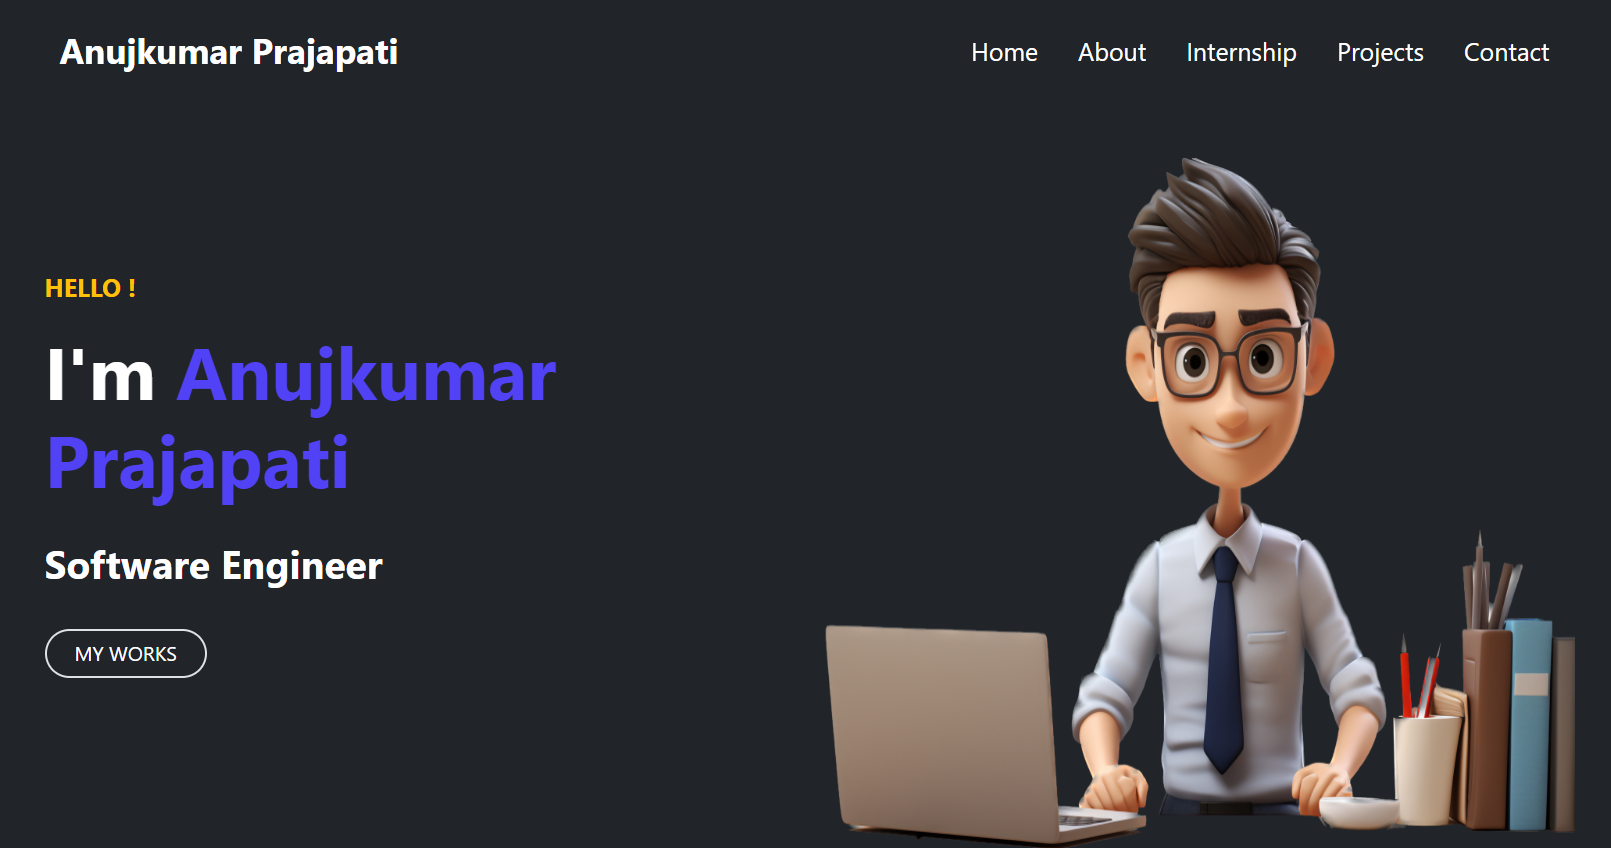 Anujkumar Prajapati
Home About Internship Projects Contact
HELLO !
I'm Anujkumar
Prajapati
Software Engineer
MY WORKS